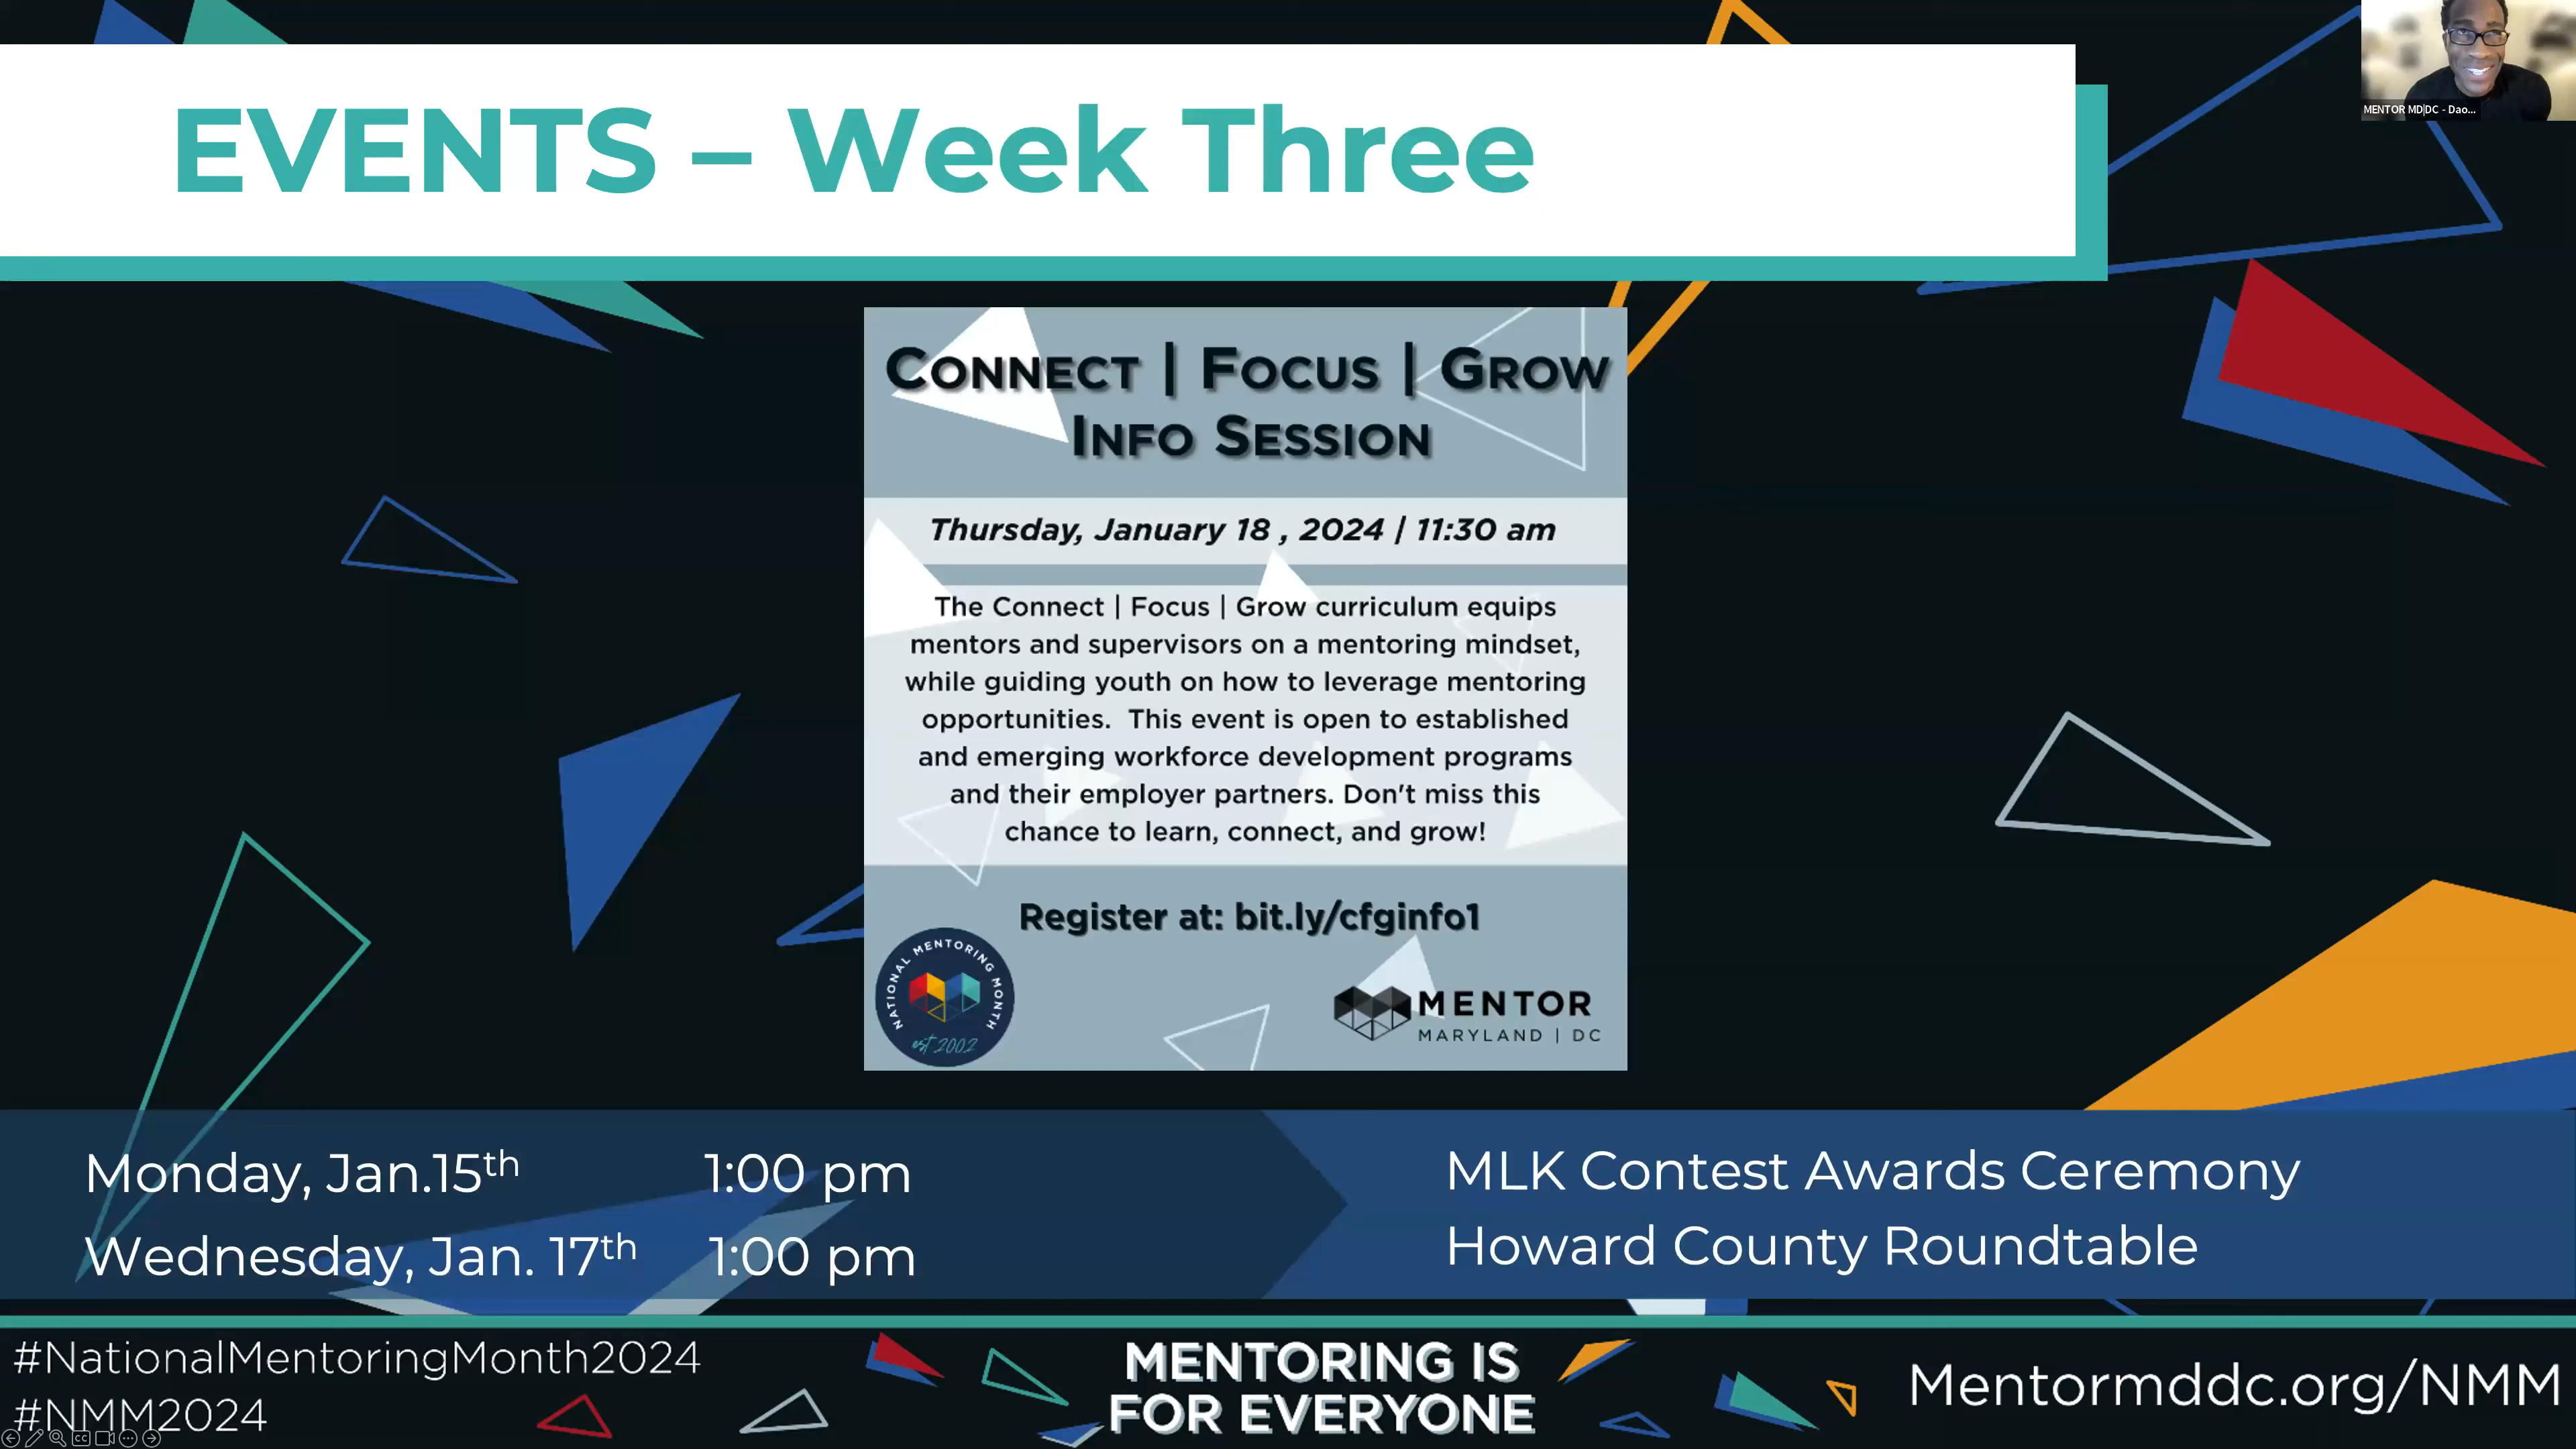 EVENTS – Week Three
MENTOR MD|DC - Dao...
CONNECT | FOCUS | GROW
INFO SESSION
Thursday, January 18 , 2024 | 11:30 am
The Connect | Focus | Grow curriculum equips
mentors and supervisors on a mentoring mindset,
while guiding youth on how to leverage mentoring
opportunities.  This event is open to established
and emerging workforce development programs
and their employer partners. Don't miss this
chance to learn, connect, and grow!
Register at: bit.ly/cfginfo1
NATIONAL MENTORING MONTH
est 2002
MENTOR
MARYLAND | DC
Monday, Jan.15th 1:00 pm MLK Contest Awards Ceremony
Wednesday, Jan. 17th 1:00 pm Howard County Roundtable
#NationalMentoringMonth2024
#NMM2024
MENTORING IS
FOR EVERYONE
Mentormddc.org/NMM
CC